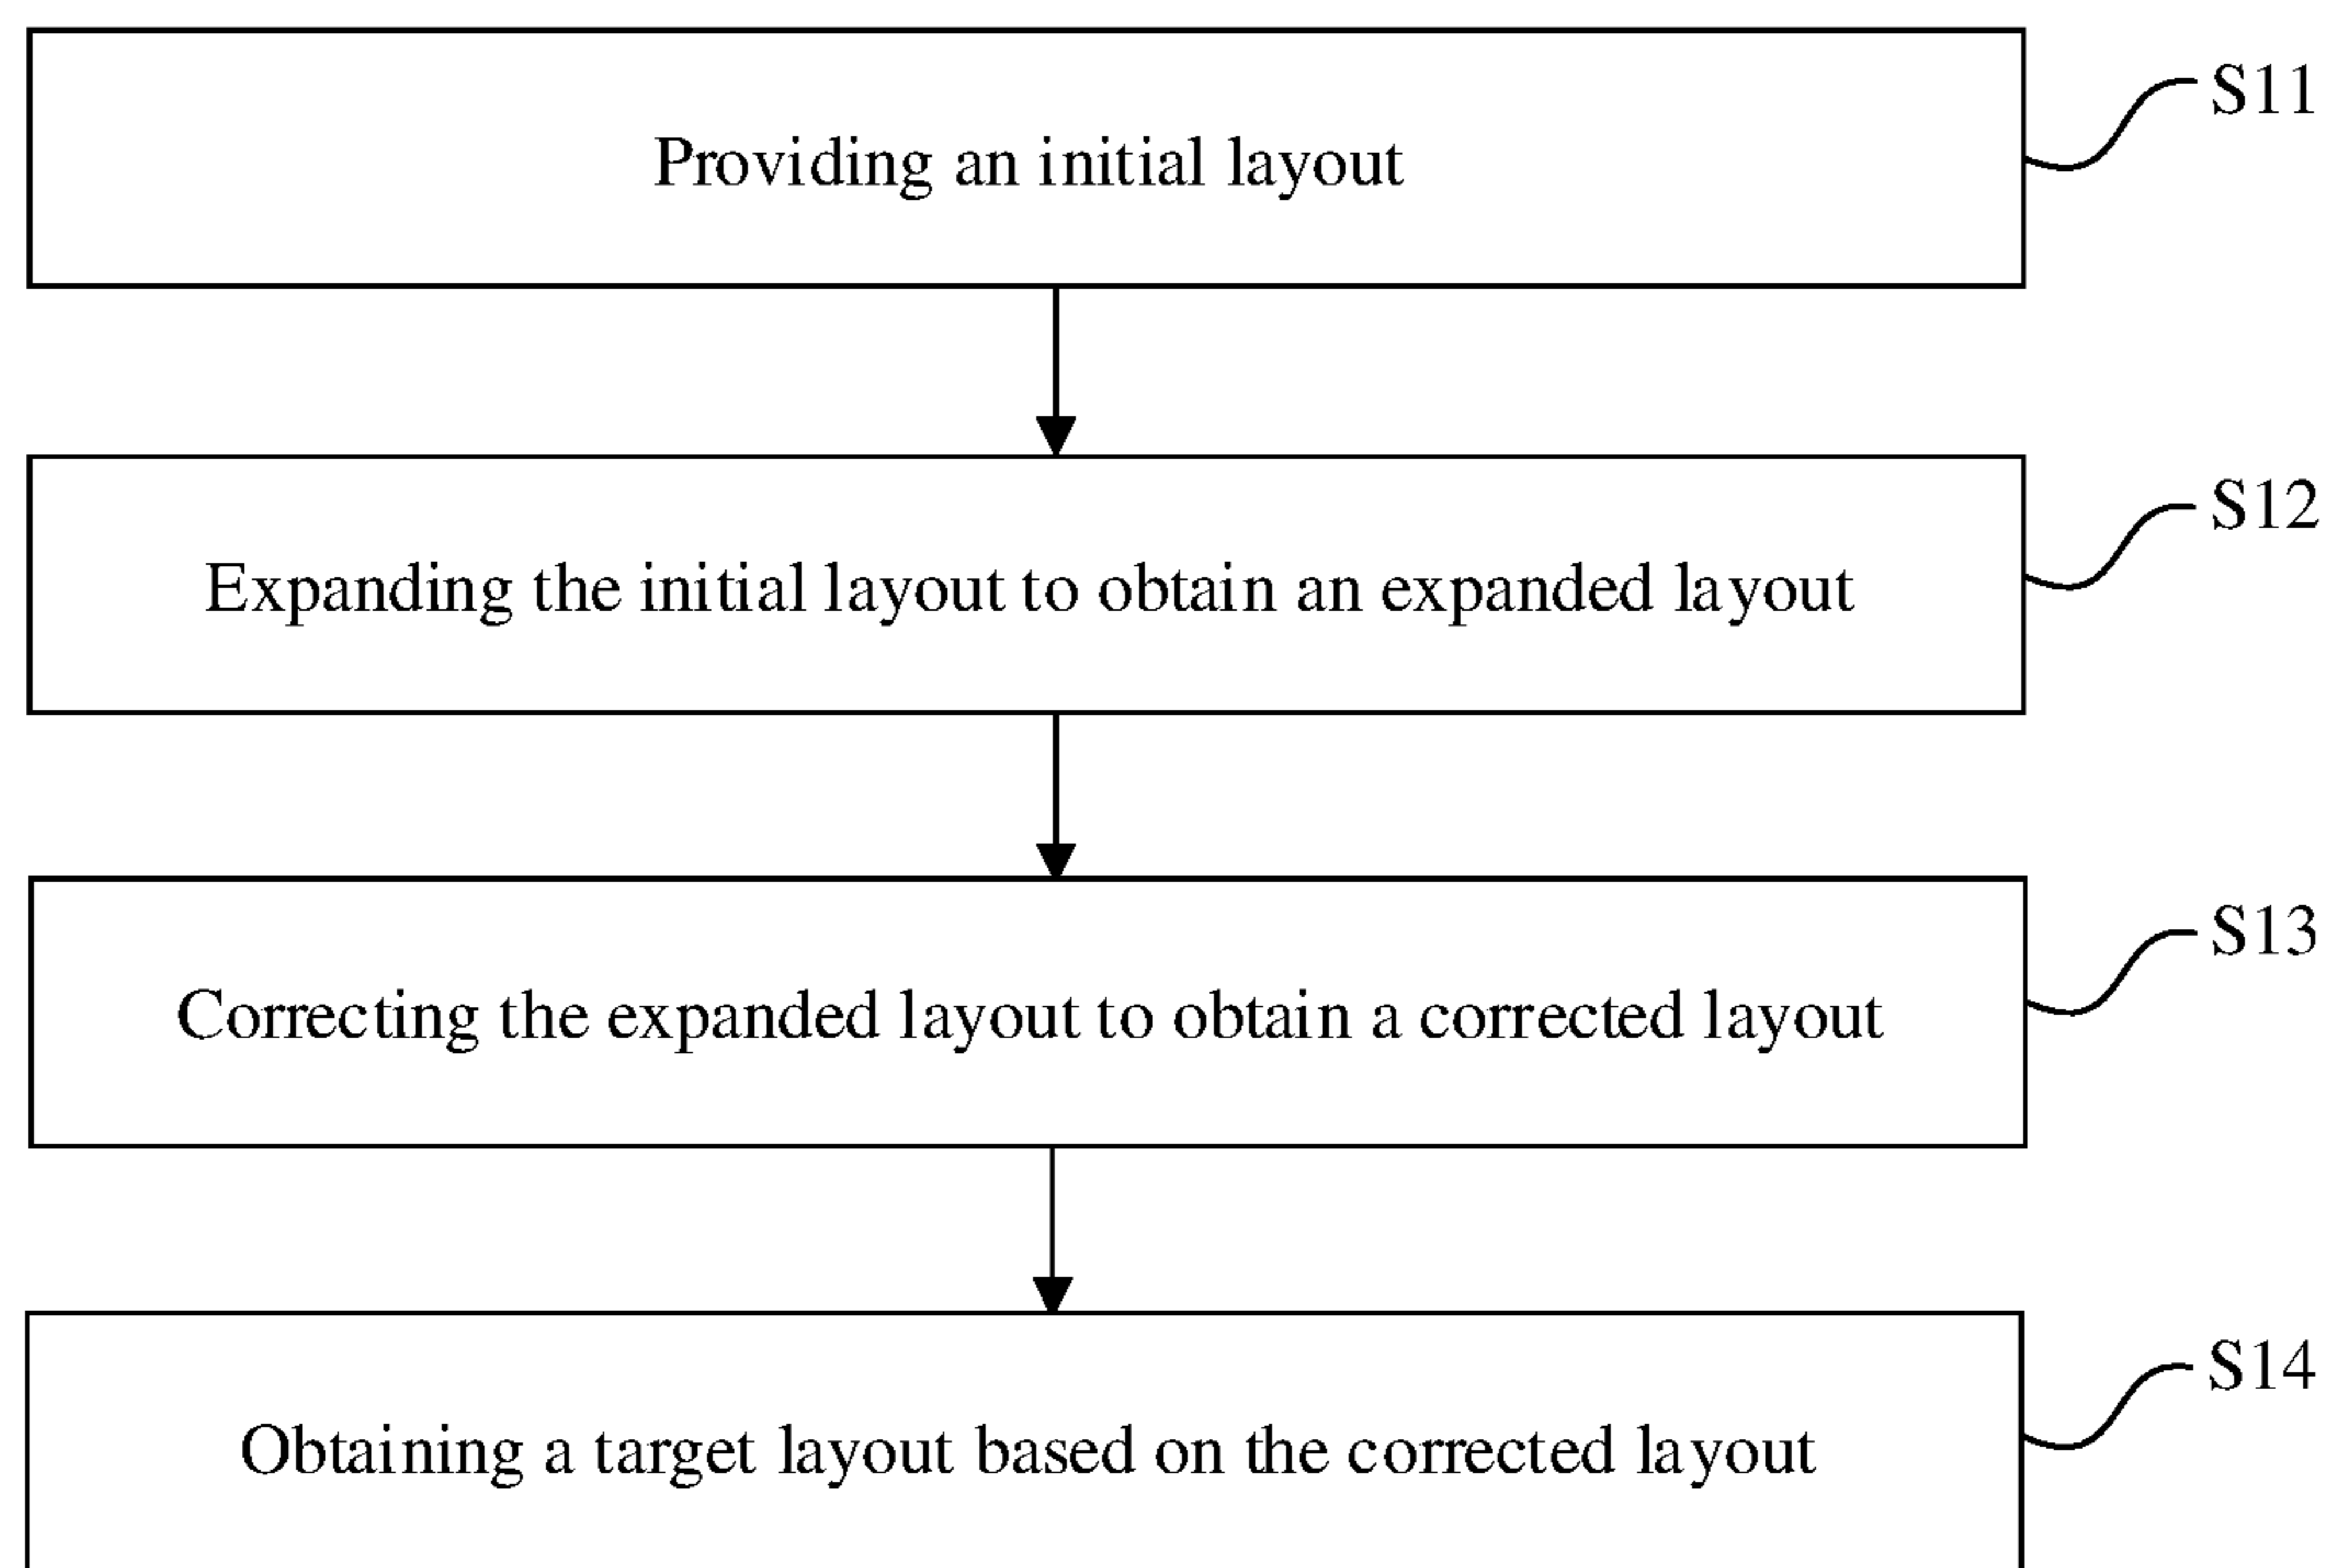 Providing an initial layout
S11
Expanding the initial layout to obtain an expanded layout
S12
Correcting the expanded layout to obtain a corrected layout
S13
Obtaining a target layout based on the corrected layout
S14